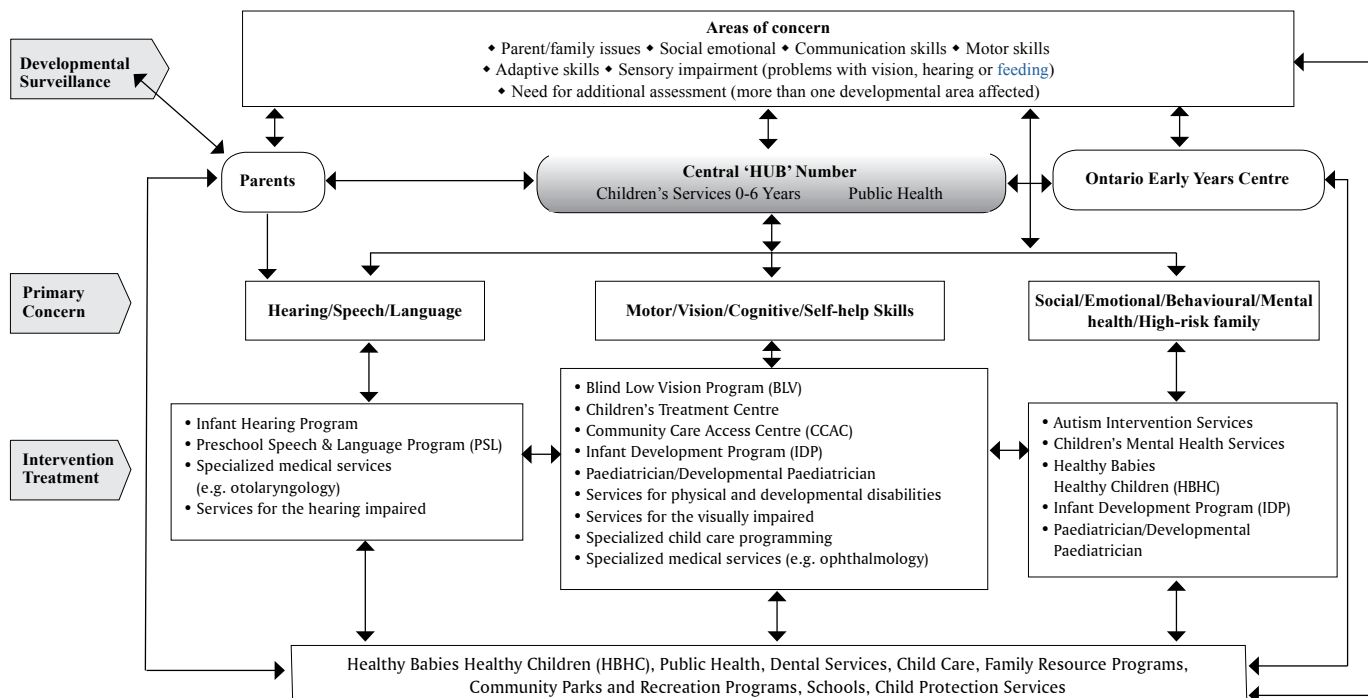 Areas of concern
◆ Parent/family issues ◆ Social emotional ◆ Communication skills ◆ Motor skills
◆ Adaptive skills ◆ Sensory impairment (problems with vision, hearing or feeding)
◆ Need for additional assessment (more than one developmental area affected)
Developmental
Surveillance
Parents
Central ‘HUB’ Number
Children’s Services 0-6 Years Public Health
Ontario Early Years Centre
Primary
Concern
Hearing/Speech/Language
Motor/Vision/Cognitive/Self-help Skills
Social/Emotional/Behavioural/Mental
health/High-risk family
Intervention
Treatment
• Infant Hearing Program
• Preschool Speech & Language Program (PSL)
• Specialized medical services
(e.g. otolaryngology)
• Services for the hearing impaired
• Blind Low Vision Program (BLV)
• Children’s Treatment Centre
• Community Care Access Centre (CCAC)
• Infant Development Program (IDP)
• Paediatrician/Developmental Paediatrician
• Services for physical and developmental disabilities
• Services for the visually impaired
• Specialized child care programming
• Specialized medical services (e.g. ophthalmology)
• Autism Intervention Services
• Children’s Mental Health Services
• Healthy Babies
Healthy Children (HBHC)
• Infant Development Program (IDP)
• Paediatrician/Developmental
Paediatrician
Healthy Babies Healthy Children (HBHC), Public Health, Dental Services, Child Care, Family Resource Programs,
Community Parks and Recreation Programs, Schools, Child Protection Services